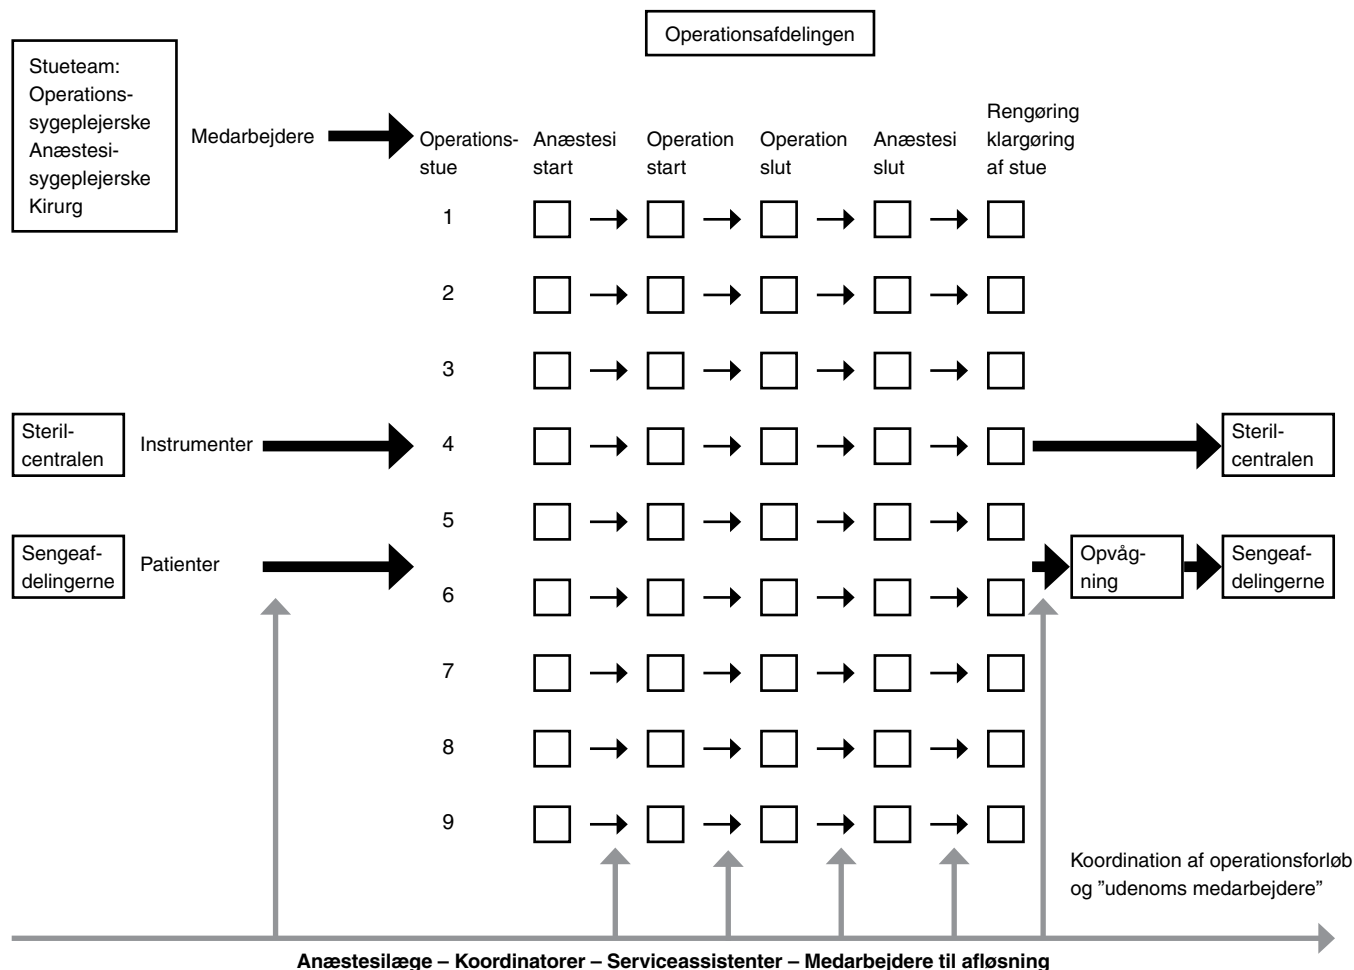 Operationsafdelingen
Stueteam:
Operations-
sygeplejerske
Anæstesi-
sygeplejerske
Kirurg
Medarbejdere
Operations-
stue
Anæstesi
start
Operation
start
Operation
slut
Anæstesi
slut
Rengøring
klargøring
af stue
1
2
3
4
5
6
7
8
9
Steril-
centralen
Instrumenter
Steril-
centralen
Sengeaf-
delingerne
Patienter
Opvåg-
ning
Sengeaf-
delingerne
Koordination af operationsforløb
og ”udenoms medarbejdere”
Anæstesilæge – Koordinatorer – Serviceassistenter – Medarbejdere til afløsning